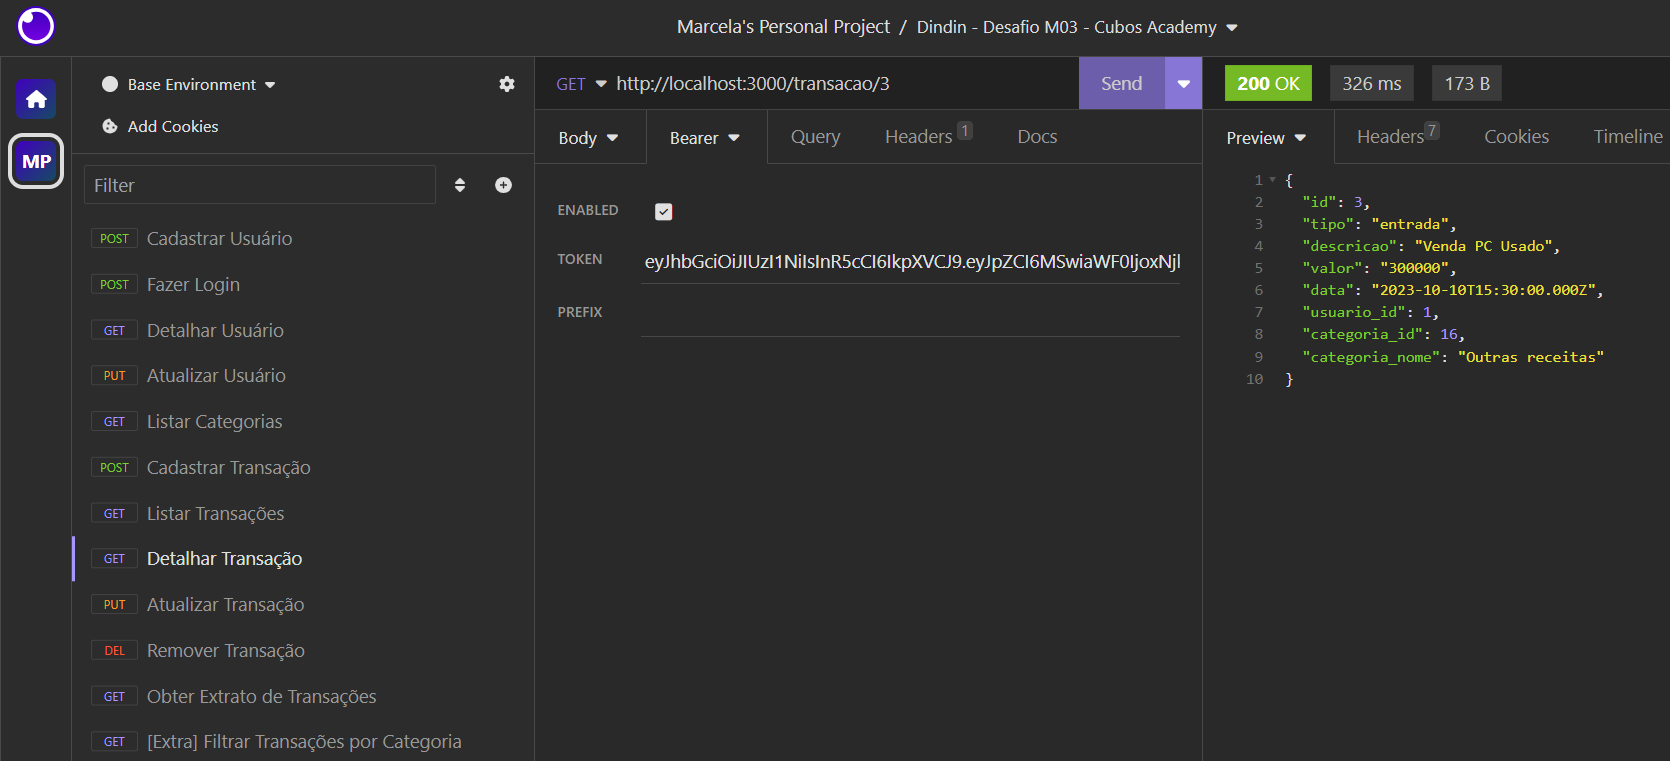 Marcela's Personal Project / Dindin - Desafio M03 - Cubos Academy
MP
Base Environment
Add Cookies
Filter
POST Cadastrar Usuário
POST Fazer Login
GET Detalhar Usuário
PUT Atualizar Usuário
GET Listar Categorias
POST Cadastrar Transação
GET Listar Transações
GET Detalhar Transação
PUT Atualizar Transação
DEL Remover Transação
GET Obter Extrato de Transações
GET [Extra] Filtrar Transações por Categoria
GET http://localhost:3000/transacao/3 Send
Body Bearer Query Headers 1 Docs
ENABLED
TOKEN eyJhbGciOiJIUzI1NiIsInR5cCI6IkpXVCJ9.eyJpZCI6MSwiaWF0IjoxNjl
PREFIX
200 OK 326 ms 173 B
Preview Headers 7 Cookies Timeline
1 {
2 "id": 3,
3 "tipo": "entrada",
4 "descricao": "Venda PC Usado",
5 "valor": "300000",
6 "data": "2023-10-10T15:30:00.000Z",
7 "usuario_id": 1,
8 "categoria_id": 16,
9 "categoria_nome": "Outras receitas"
10 }